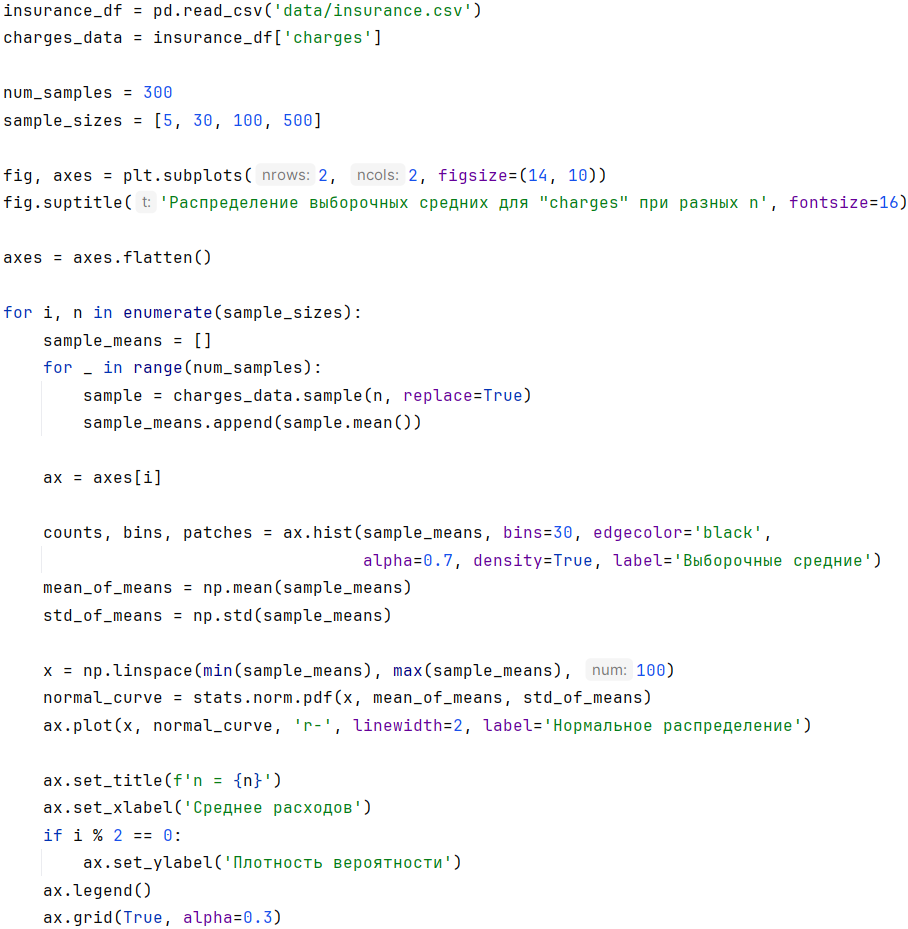 insurance_df = pd.read_csv('data/insurance.csv')
charges_data = insurance_df['charges']
num_samples = 300
sample_sizes = [5, 30, 100, 500]
fig, axes = plt.subplots( nrows: 2, ncols: 2, figsize=(14, 10))
fig.suptitle( t: 'Распределение выборочных средних для "charges" при разных n', fontsize=16)
axes = axes.flatten()
for i, n in enumerate(sample_sizes):
    sample_means = []
    for _ in range(num_samples):
        sample = charges_data.sample(n, replace=True)
        sample_means.append(sample.mean())
    ax = axes[i]
    counts, bins, patches = ax.hist(sample_means, bins=30, edgecolor='black',
                                    alpha=0.7, density=True, label='Выборочные средние')
    mean_of_means = np.mean(sample_means)
    std_of_means = np.std(sample_means)
    x = np.linspace(min(sample_means), max(sample_means), num: 100)
    normal_curve = stats.norm.pdf(x, mean_of_means, std_of_means)
    ax.plot(x, normal_curve, 'r-', linewidth=2, label='Нормальное распределение')
    ax.set_title(f'n = {n}')
    ax.set_xlabel('Среднее расходов')
    if i % 2 == 0:
        ax.set_ylabel('Плотность вероятности')
    ax.legend()
    ax.grid(True, alpha=0.3)